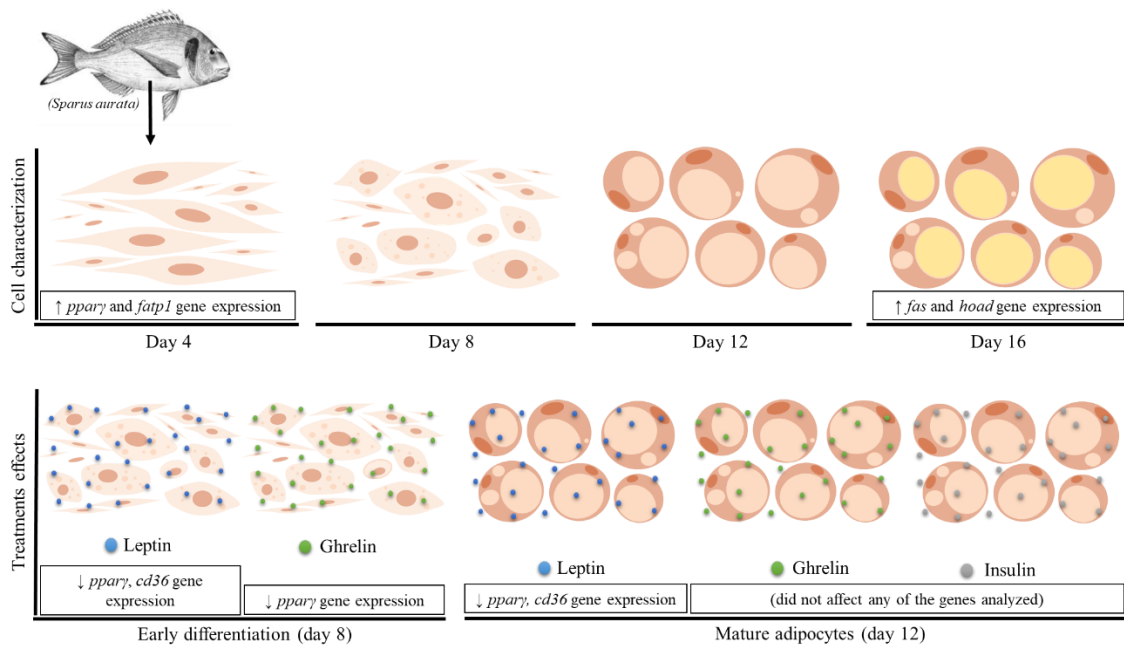 (Sparus aurata)
Cell characterization
↑ pparγ and fatp1 gene expression
↑ fas and hoad gene expression
Day 4
Day 8
Day 12
Day 16
Treatments effects
Leptin
Ghrelin
Leptin
Ghrelin
Insulin
↓ pparγ, cd36 gene
expression
↓ pparγ gene expression
↓ pparγ, cd36 gene expression
(did not affect any of the genes analyzed)
Early differentiation (day 8)
Mature adipocytes (day 12)